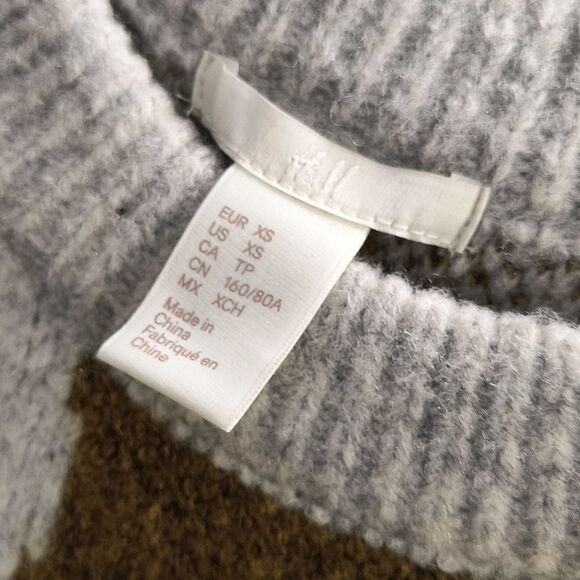 H&M
EUR XS
US XS
CA TP
CN 160/80A
MX XCH
Made in
China
Fabriqué en
Chine